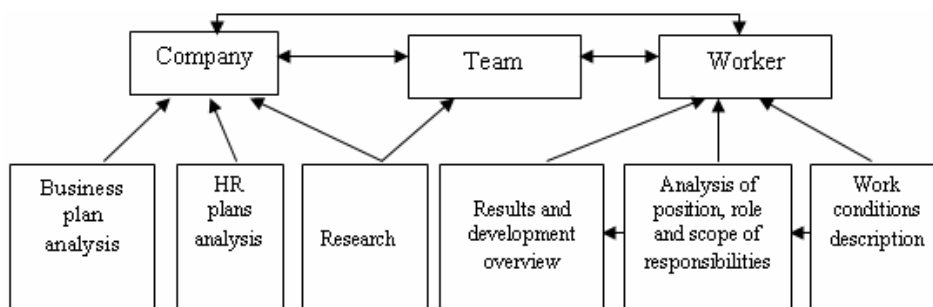 Company
Team
Worker
Business
plan
analysis
HR
plans
analysis
Research
Results and
development
overview
Analysis of
position, role
and scope of
responsibilities
Work
conditions
description